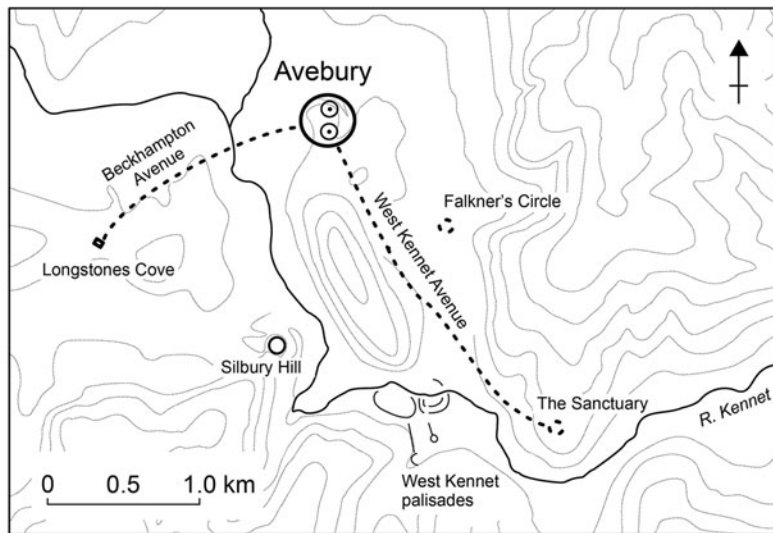 Avebury
Beckhampton
Avenue
West Kennet Avenue
Falkner's Circle
Longstones Cove
Silbury Hill
The Sanctuary
R. Kennet
West Kennet
palisades
0 0.5 1.0 km